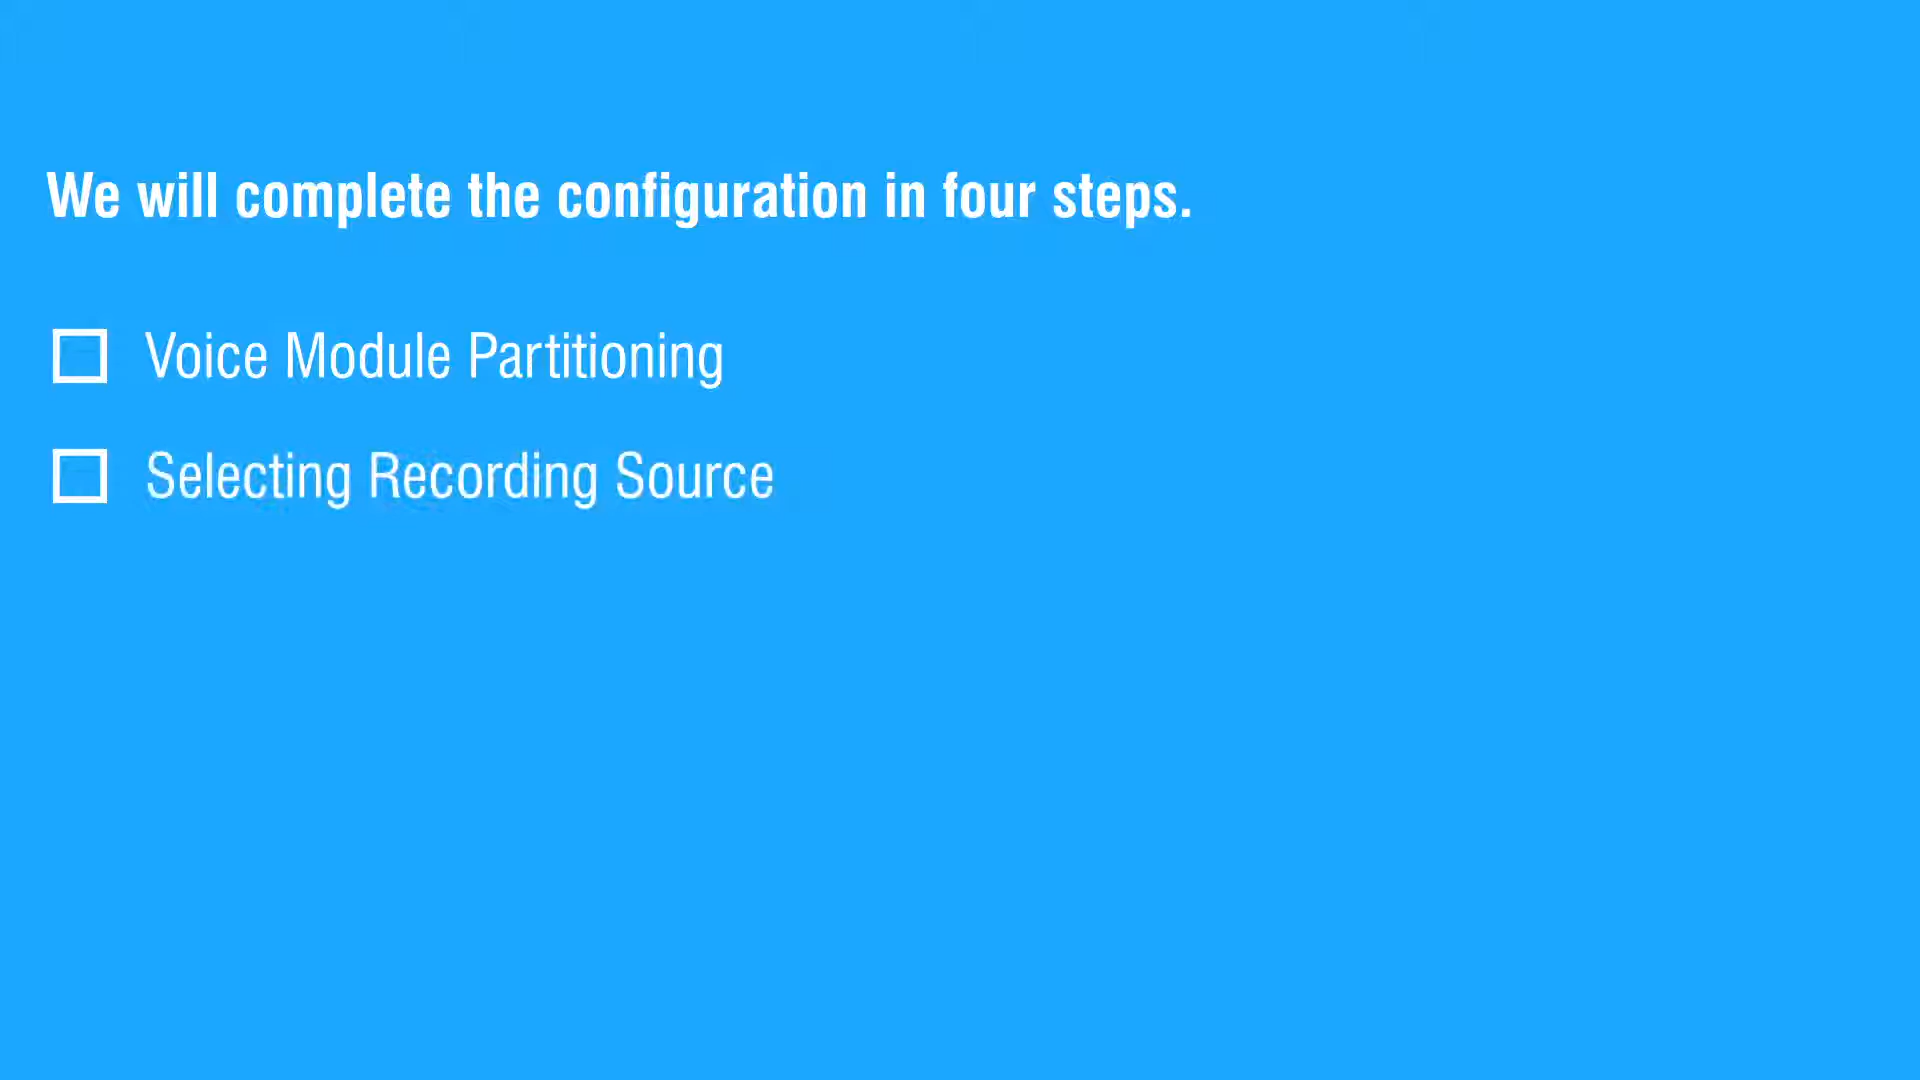 We will complete the configuration in four steps.
Voice Module Partitioning
Selecting Recording Source